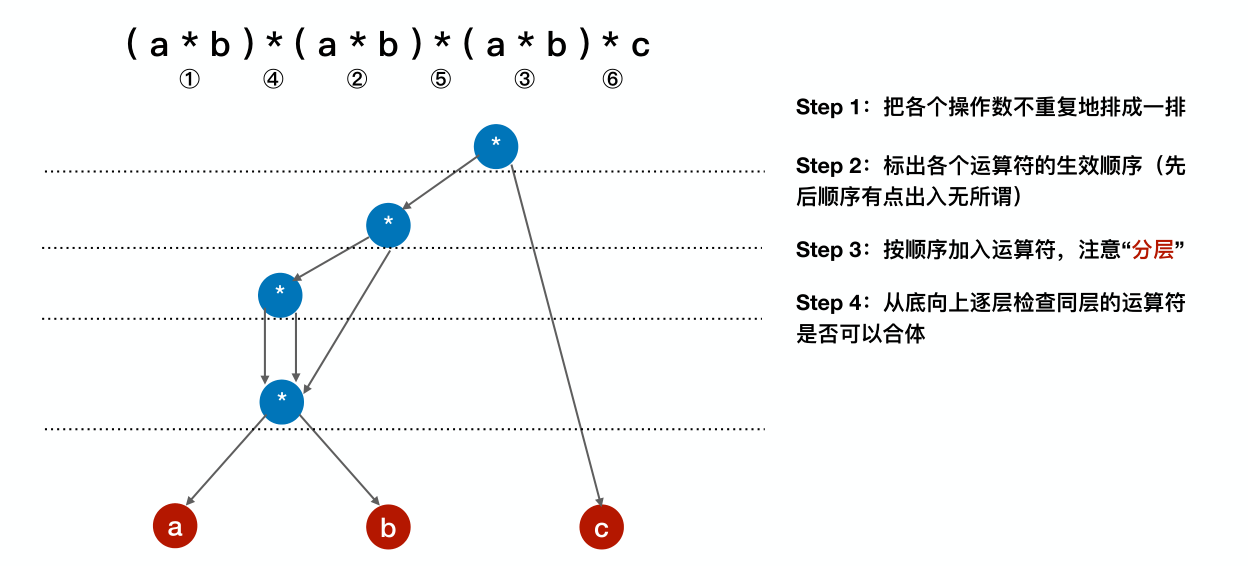 ( a * b ) * ( a * b ) * ( a * b ) * c
① ④ ② ⑤ ③ ⑥
Step 1：把各个操作数不重复地排成一排
Step 2：标出各个运算符的生效顺序（先
后顺序有点出入无所谓）
Step 3：按顺序加入运算符，注意“分层”
Step 4：从底向上逐层检查同层的运算符
是否可以合体
*
*
*
*
a b c